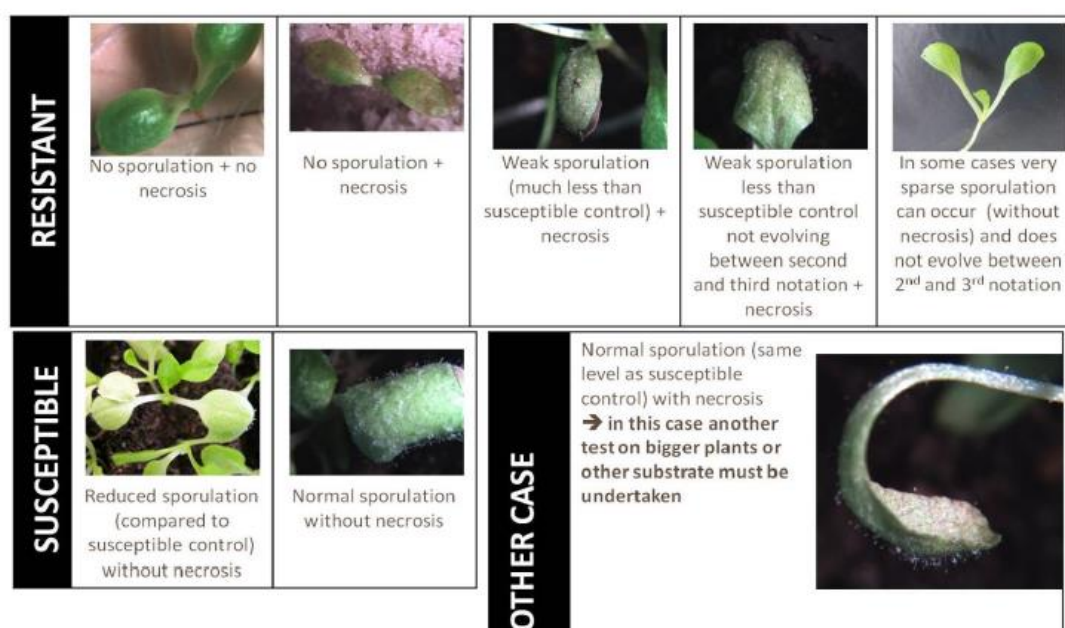 RESISTANT
No sporulation + no
necrosis
No sporulation +
necrosis
Weak sporulation
(much less than
susceptible control) +
necrosis
Weak sporulation
less than
susceptible control
not evolving
between second
and third notation +
necrosis
In some cases very
sparse sporulation
can occur (without
necrosis) and does
not evolve between
2nd and 3rd notation
SUSCEPTIBLE
Reduced sporulation
(compared to
susceptible control)
without necrosis
Normal sporulation
without necrosis
OTHER CASE
Normal sporulation (same
level as susceptible
control) with necrosis
➔ in this case another
test on bigger plants or
other substrate must be
undertaken